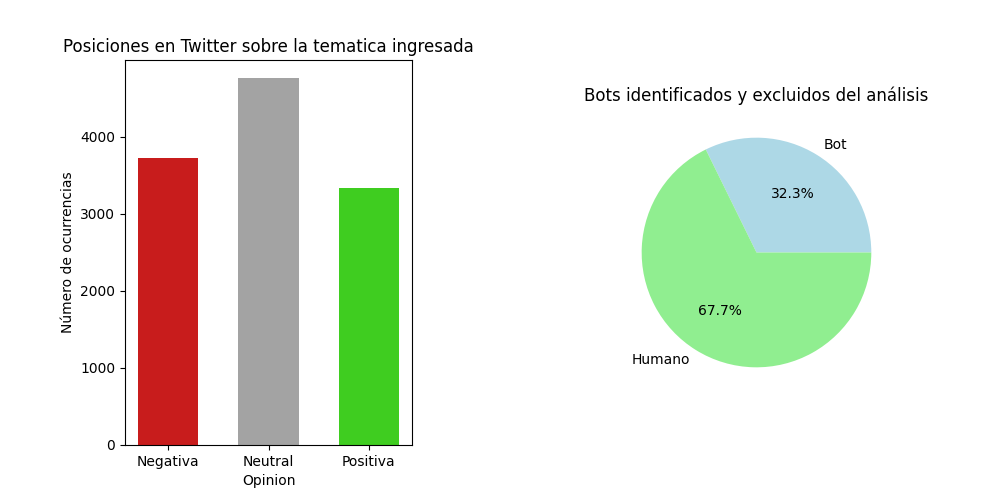 Posiciones en Twitter sobre la tematica ingresada
Número de ocurrencias
4000
3000
2000
1000
0
Negativa
Neutral
Positiva
Opinion
Bots identificados y excluidos del análisis
Bot
32.3%
67.7%
Humano